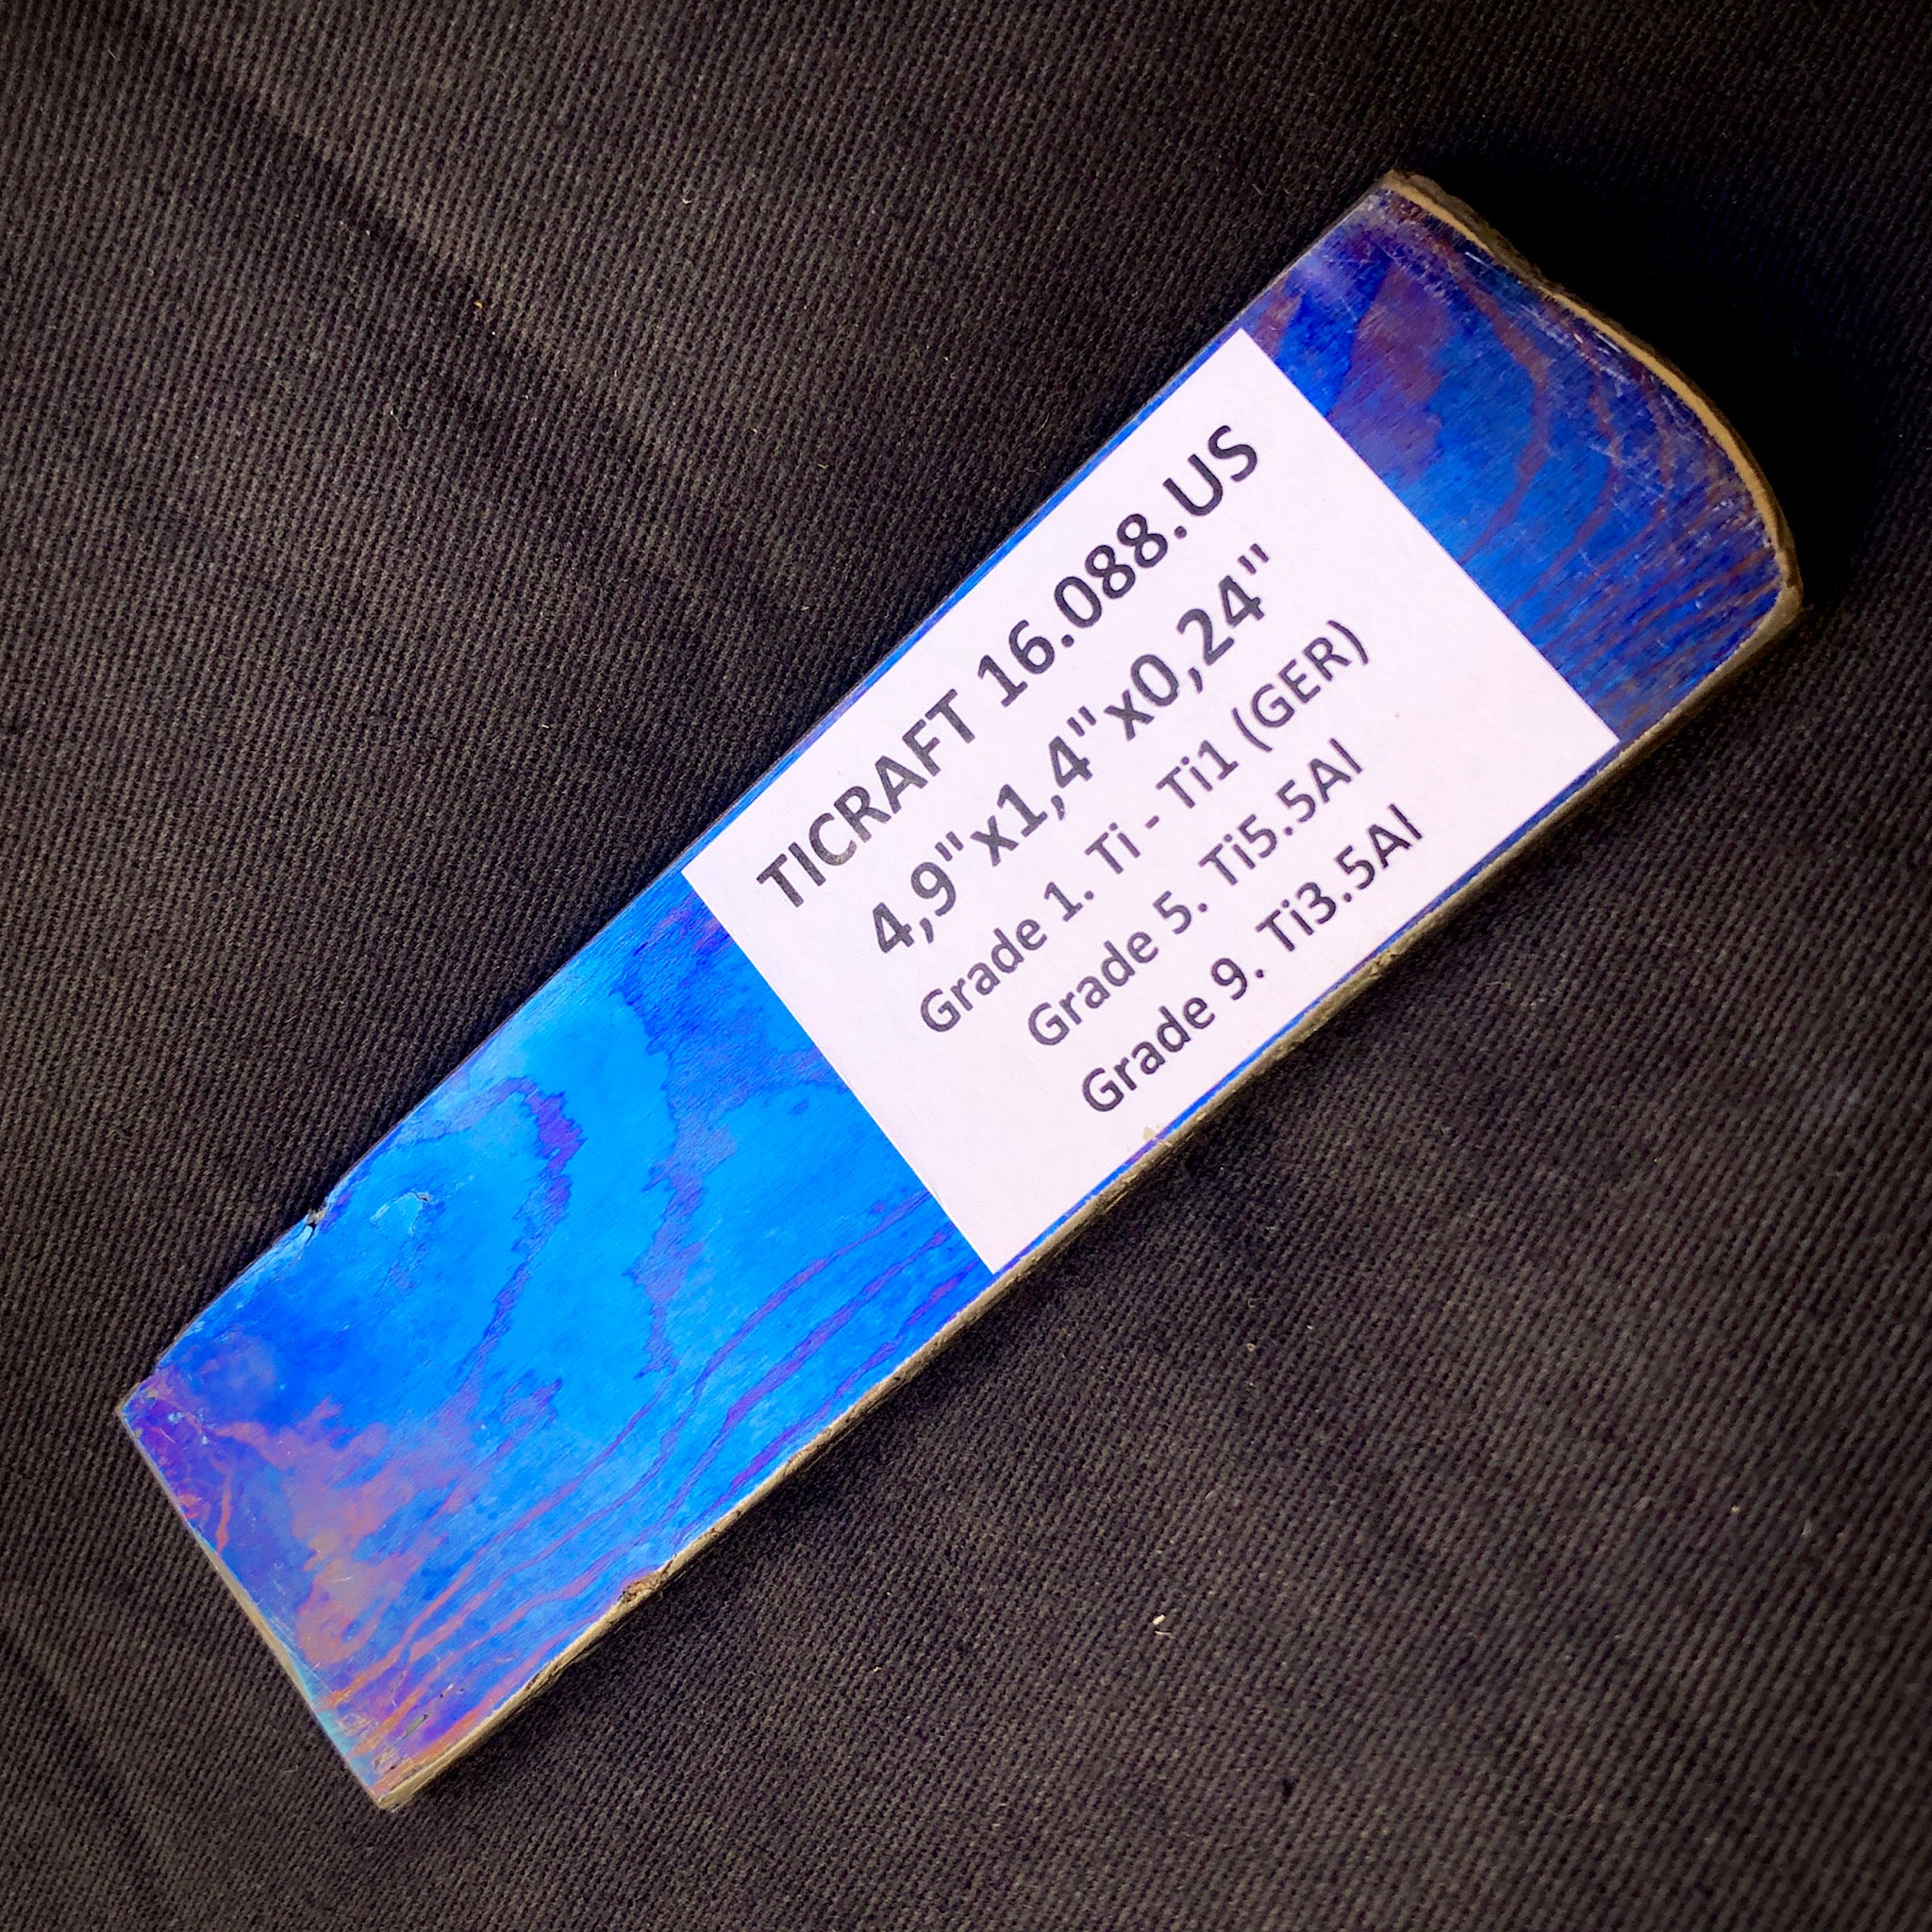 TICRAFT 16.088.US
4,9"x1,4"x0,24"
Grade 1. Ti - Ti1 (GER)
Grade 5. Ti5.5Al
Grade 9. Ti3.5Al